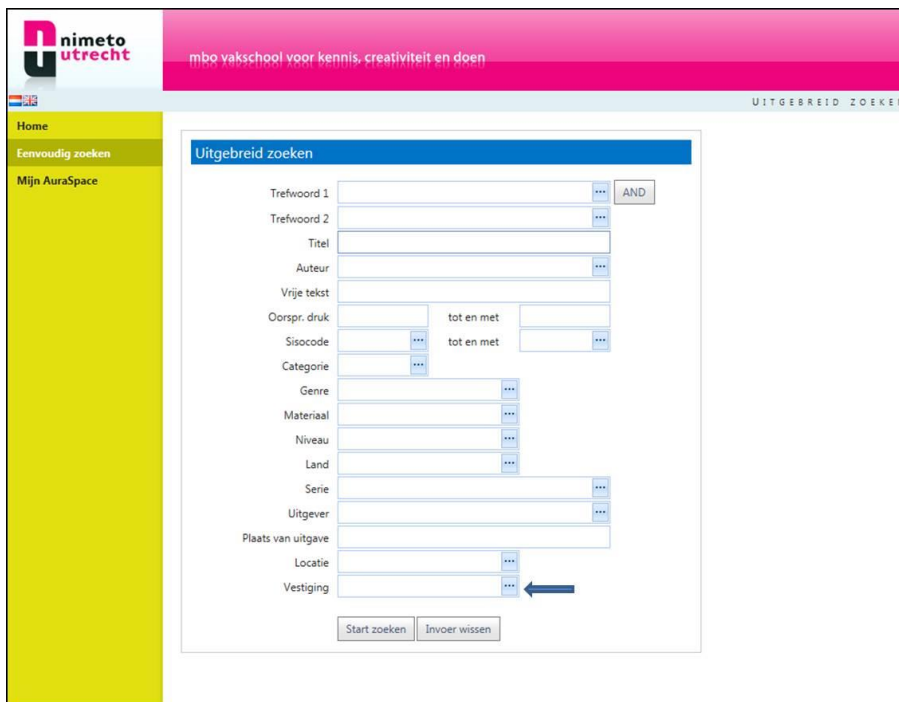 nimeto
utrecht
mbo vakschool voor kennis, creativiteit en doen
UITGEBREID ZOEKEN
Home
Eenvoudig zoeken
Mijn AuraSpace
Uitgebreid zoeken
Trefwoord 1 ... AND
Trefwoord 2 ...
Titel
Auteur ...
Vrije tekst
Oorspr. druk tot en met
Sisocode ... tot en met ...
Categorie ...
Genre ...
Materiaal ...
Niveau ...
Land ...
Serie ...
Uitgever ...
Plaats van uitgave
Locatie ...
Vestiging ...
Start zoeken Invoer wissen